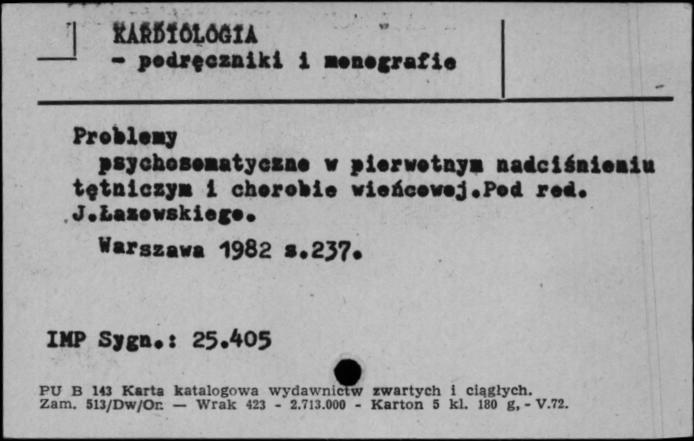 KARDIOLOGIA
- podręczniki i monografie
Problemy
psychosomatyczne w pierwotnym nadciśnieniu
tętniczym i chorobie wieńcowej.Pod red.
J.Łazowskiego.
Warszawa 1982 s.237.
IMP Sygn.: 25.405
PU B 143 Karta katalogowa wydawnictw zwartych i ciągłych.
Zam. 513/Dw/Or. — Wrak 423 - 2.713.000 - Karton 5 kl. 180 g, - V.72.